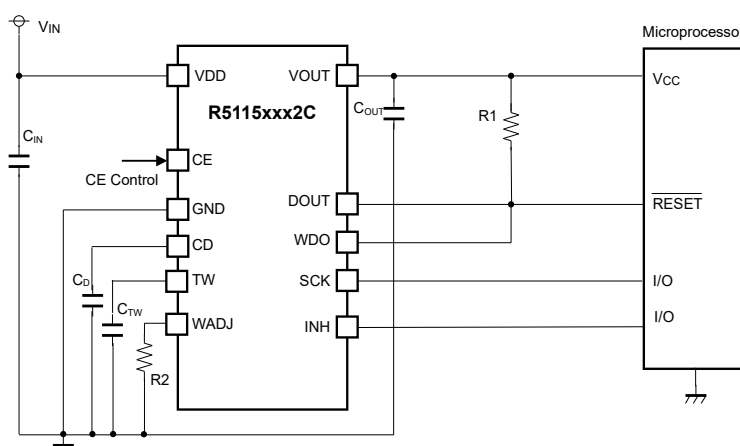 VIN
Microprocesso
VDD
VOUT
VCC
R5115xxx2C
COUT
R1
CIN
CE
CE Control
DOUT
RESET
GND
WDO
CD
CD
SCK
I/O
TW
CTW
I/O
WADJ
INH
R2